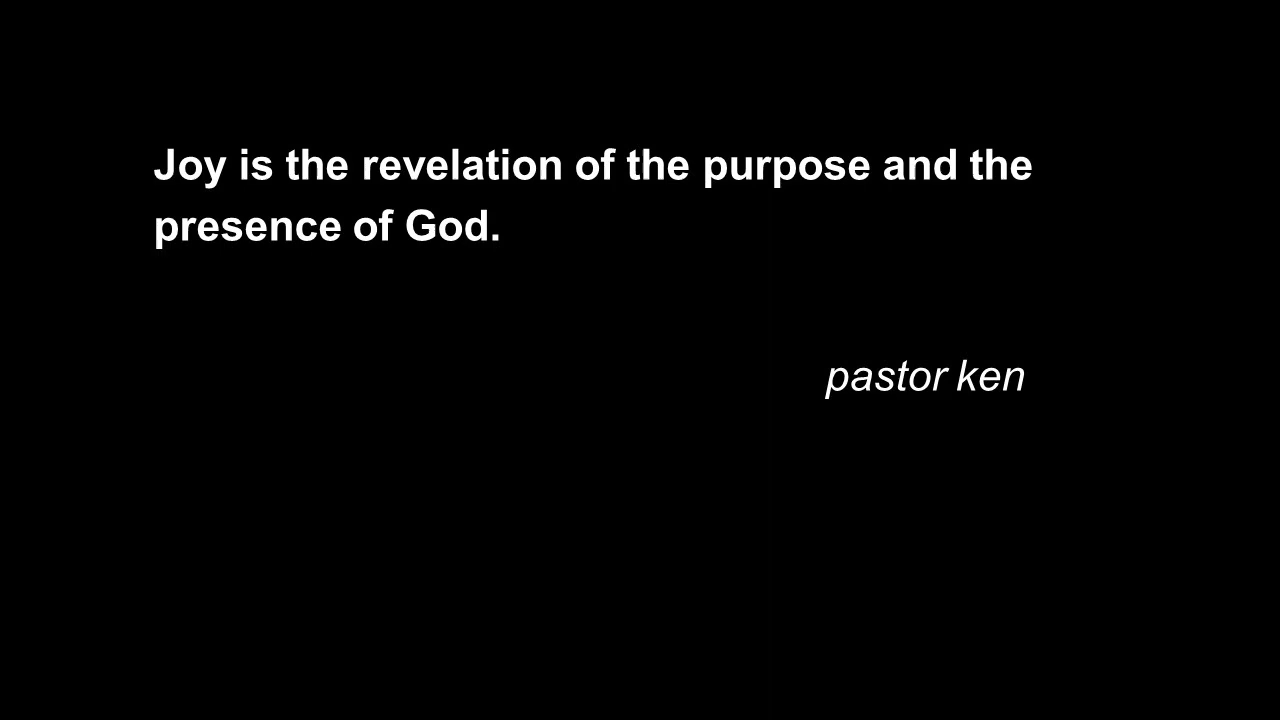 Joy is the revelation of the purpose and the
presence of God.
pastor ken